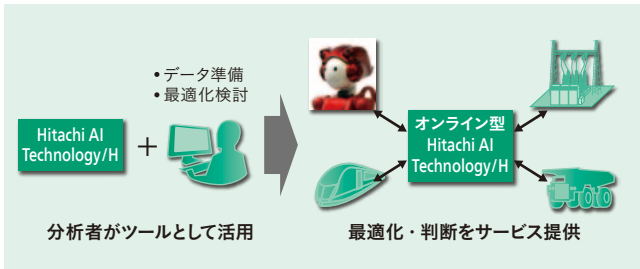 • データ準備
• 最適化検討
Hitachi AI
Technology/H
+
オンライン型
Hitachi AI
Technology/H
分析者がツールとして活用
最適化・判断をサービス提供